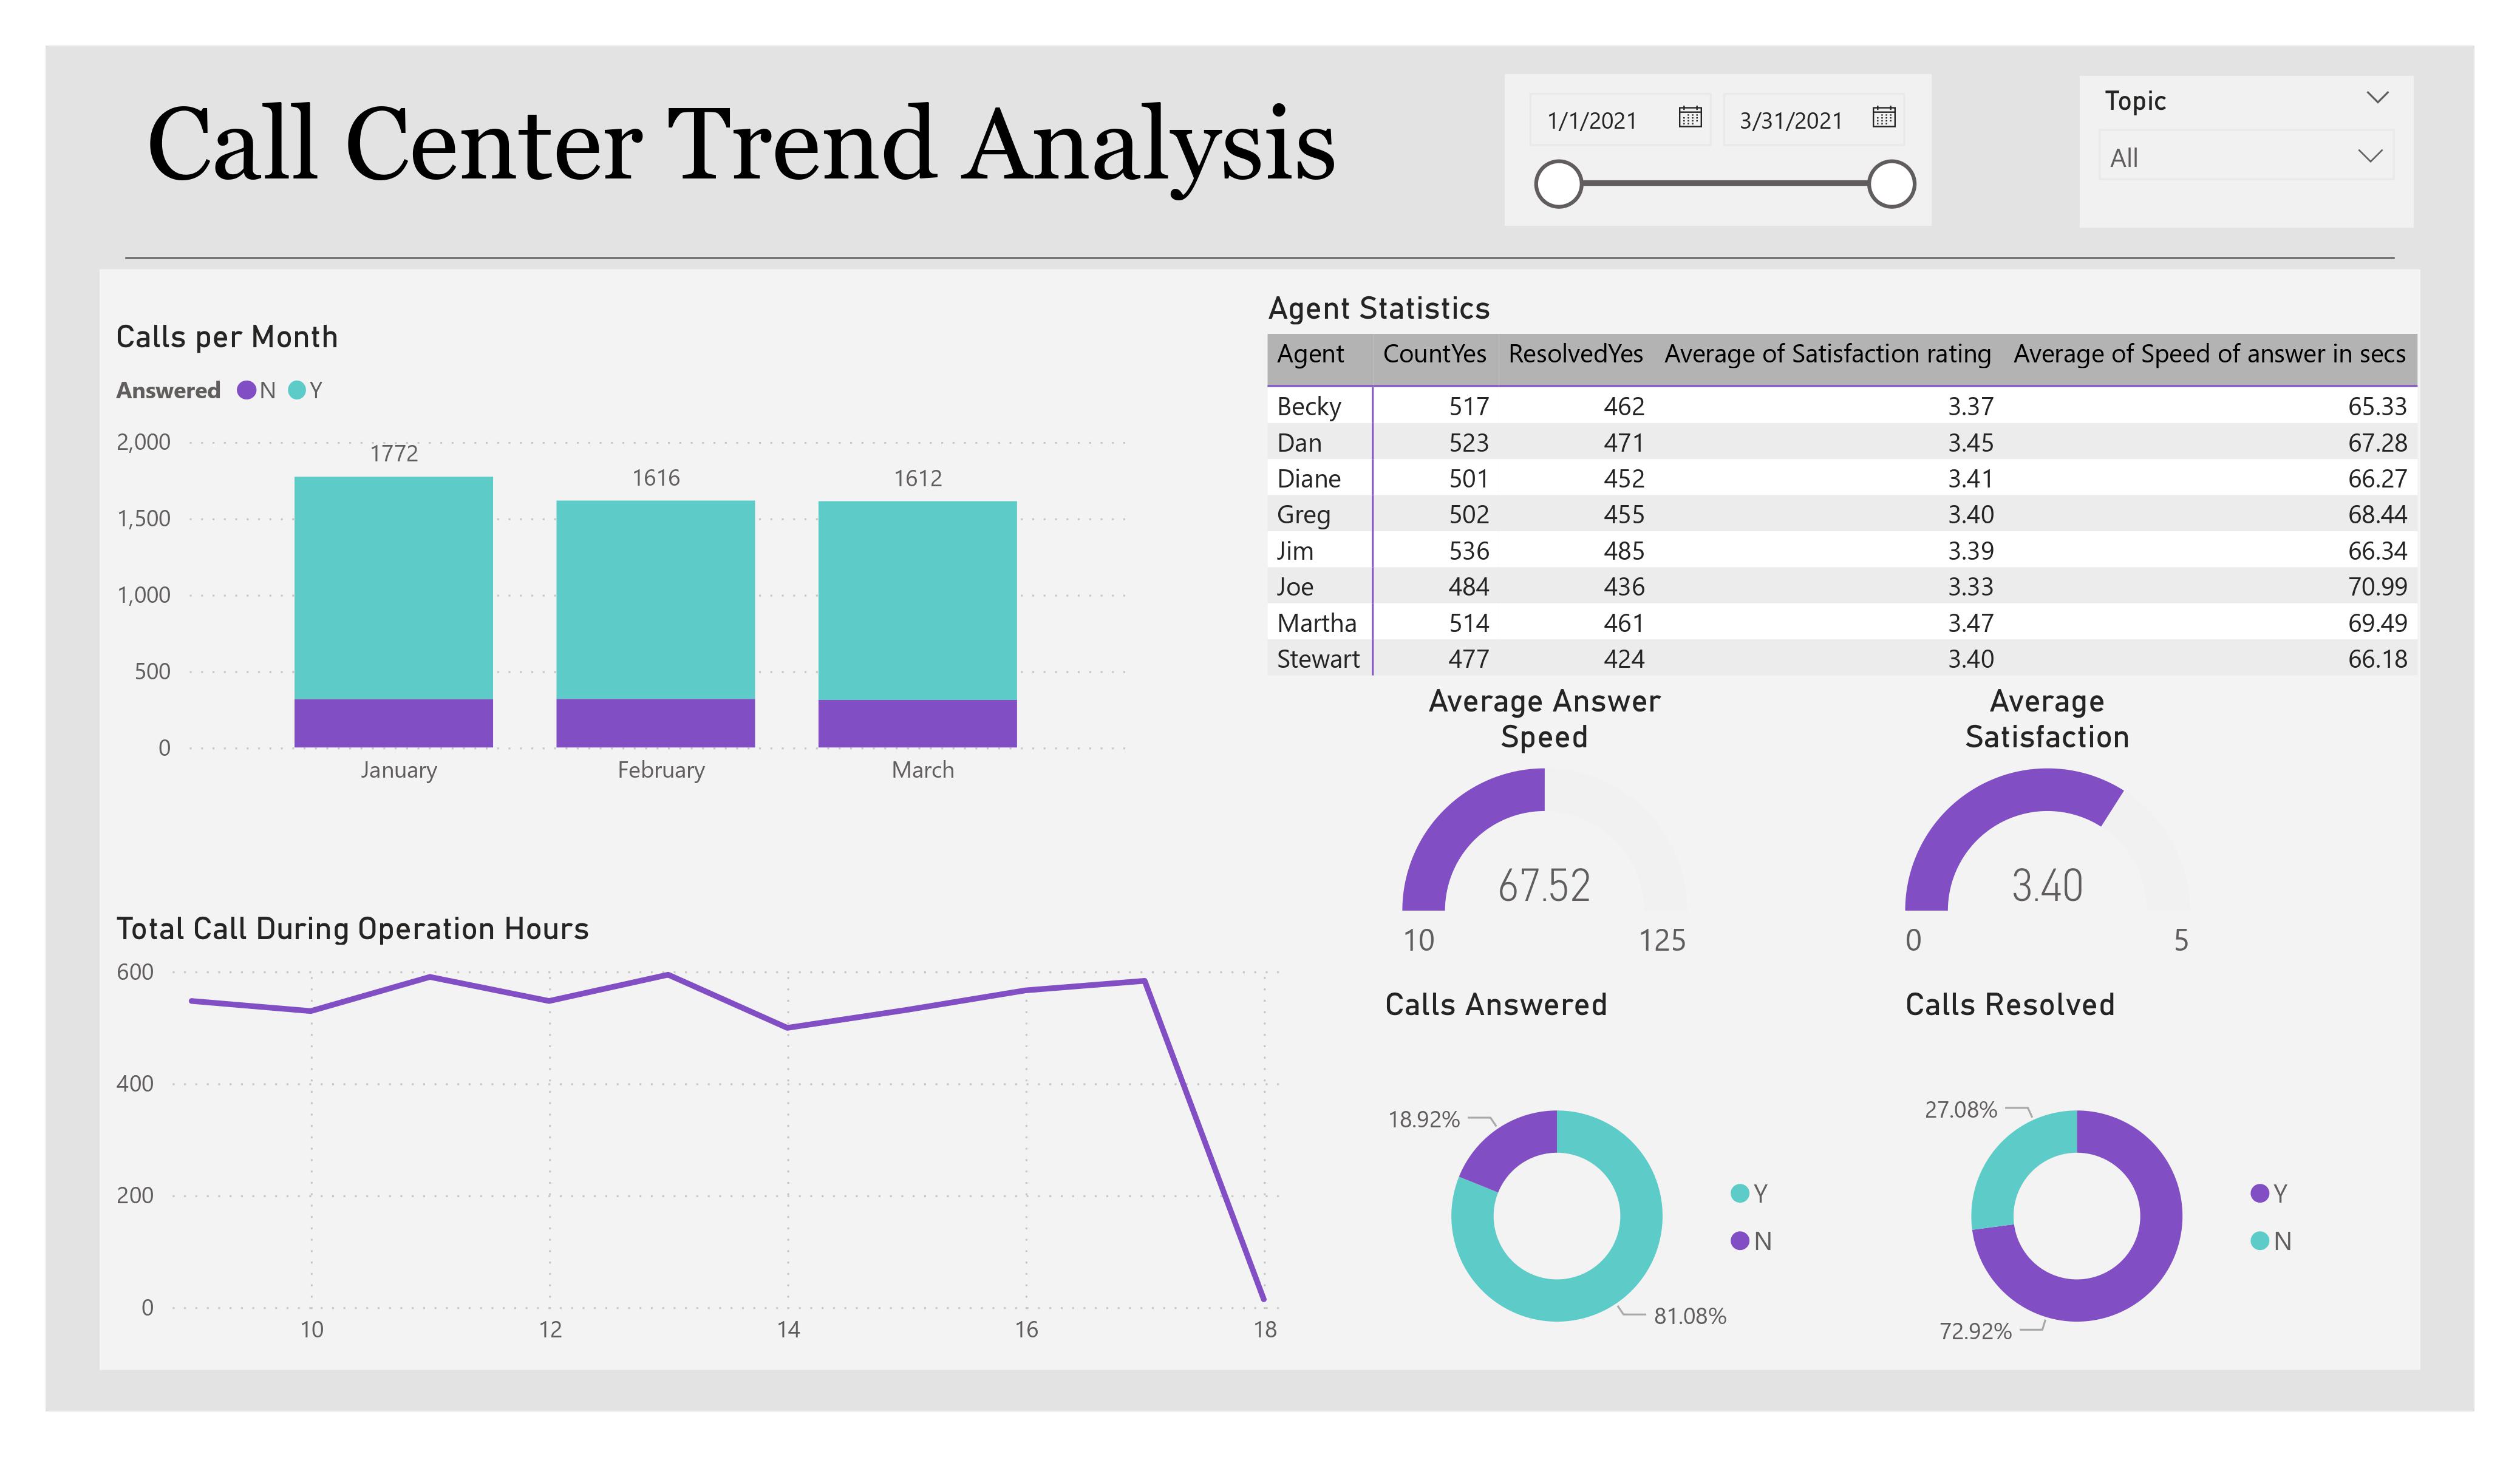 Call Center Trend Analysis
1/1/2021 3/31/2021
Topic
All
Calls per Month
Answered N Y
2,000
1,500
1,000
500
0
1772
1616
1612
January February March
Total Call During Operation Hours
600
400
200
0
10 12 14 16 18
Agent Statistics
Agent CountYes ResolvedYes Average of Satisfaction rating Average of Speed of answer in secs
Becky 517 462 3.37 65.33
Dan 523 471 3.45 67.28
Diane 501 452 3.41 66.27
Greg 502 455 3.40 68.44
Jim 536 485 3.39 66.34
Joe 484 436 3.33 70.99
Martha 514 461 3.47 69.49
Stewart 477 424 3.40 66.18
Average Answer
Speed
67.52
10 125
Average
Satisfaction
3.40
0 5
Calls Answered
18.92%
81.08%
Y
N
Calls Resolved
27.08%
72.92%
Y
N